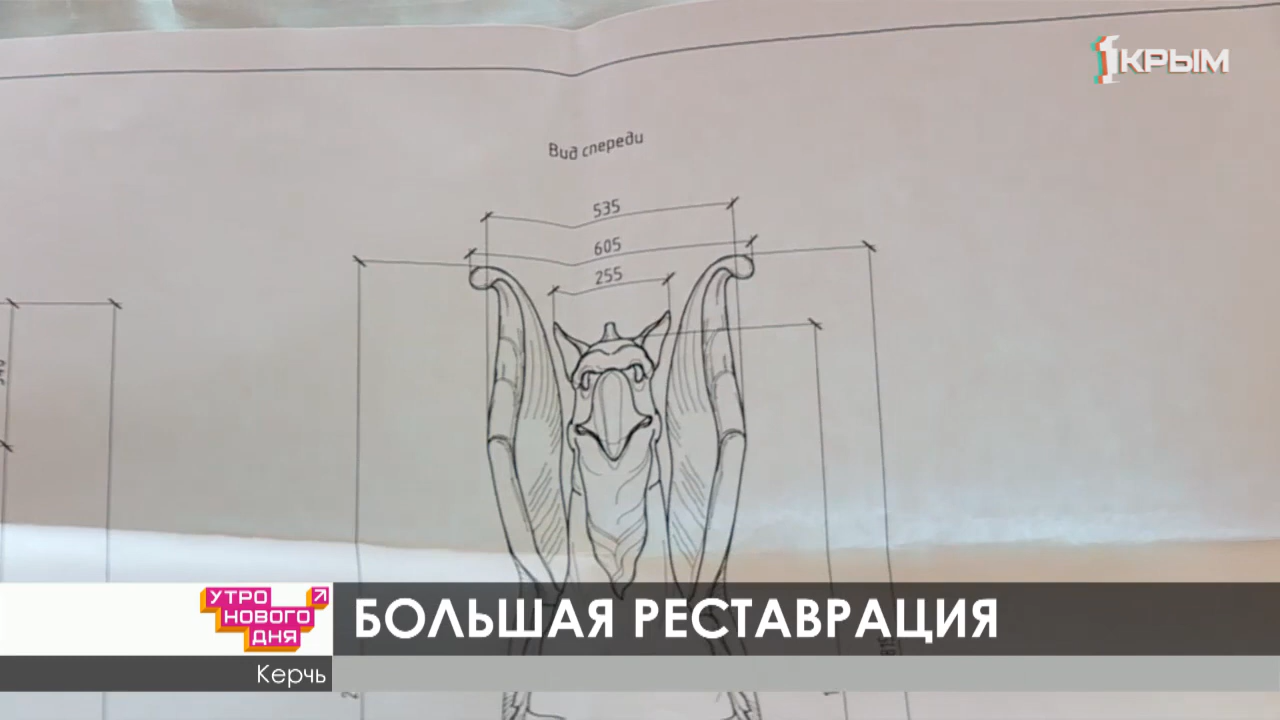 1КРЫМ
Вид спереди
535
605
255
УТРО
НОВОГО
ДНЯ
БОЛЬШАЯ РЕСТАВРАЦИЯ
Керчь